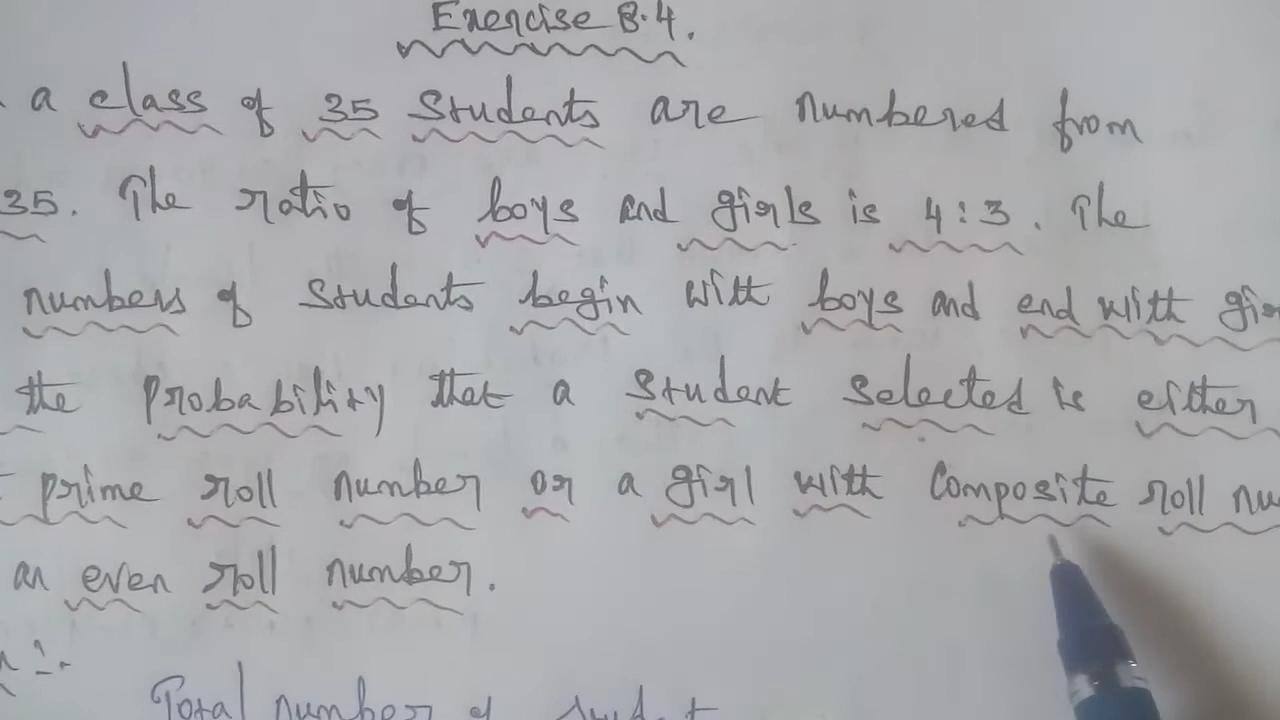 Exercise 8.4.
a class of 35 students are numbered from
35. The ratio of boys and girls is 4:3. The
numbers of students begin with boys and end with
the probability that a student selected is either
prime roll number or a girl with composite roll
an even roll number.
Total number of